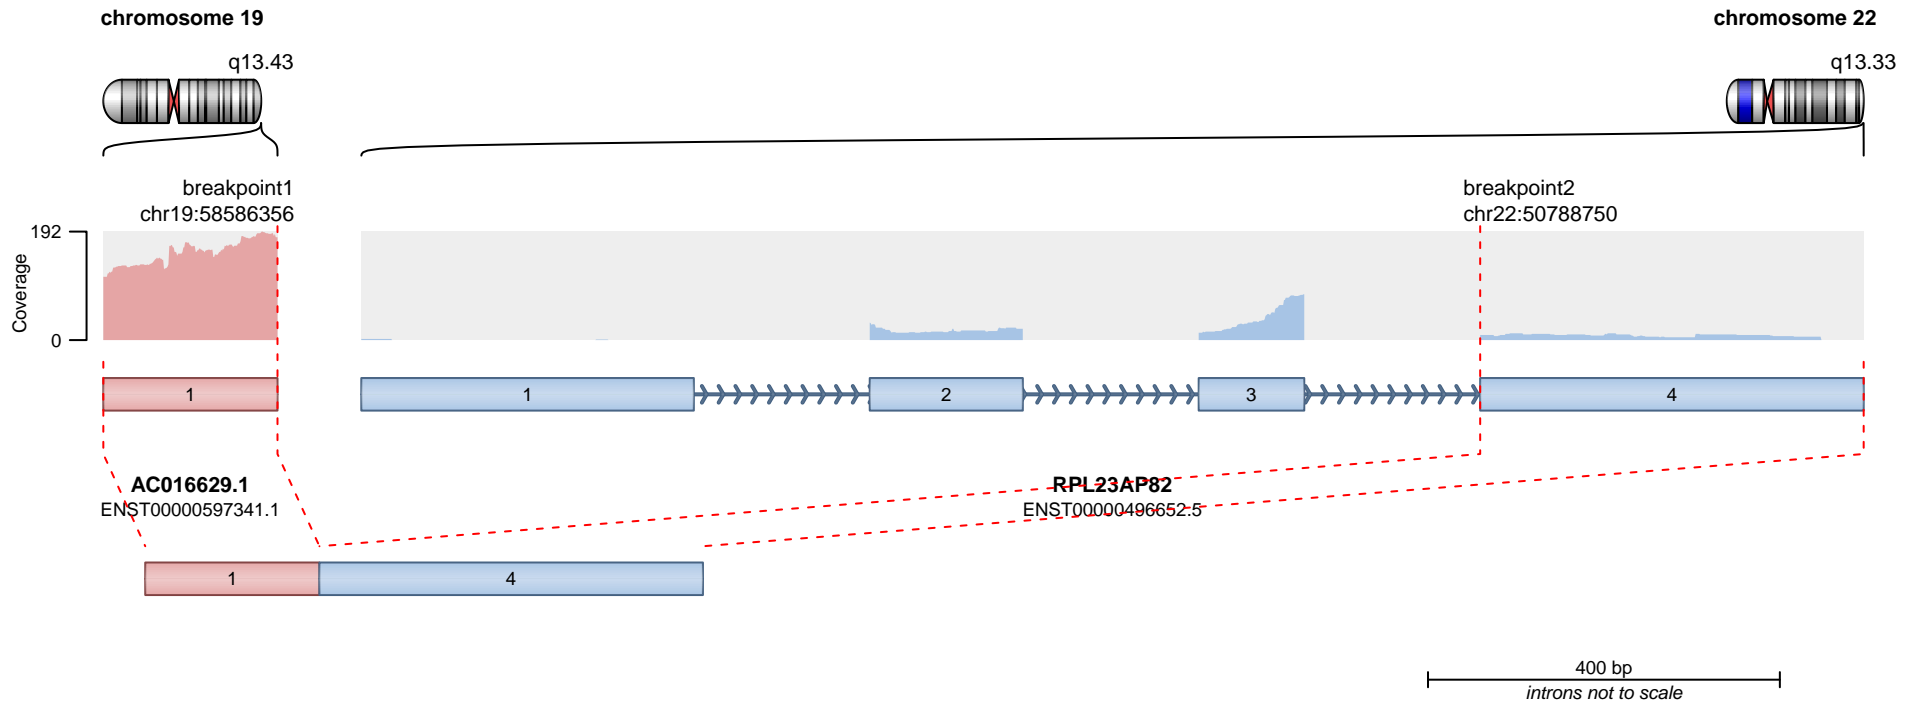 chromosome 19
chromosome 22
q13.43
q13.33
breakpoint1
chr19:58586356
breakpoint2
chr22:50788750
192
Coverage
0
1
1
2
3
4
AC016629.1
ENST00000597341.1
RPL23AP82
ENST00000496652.5
1
4
400 bp
introns not to scale